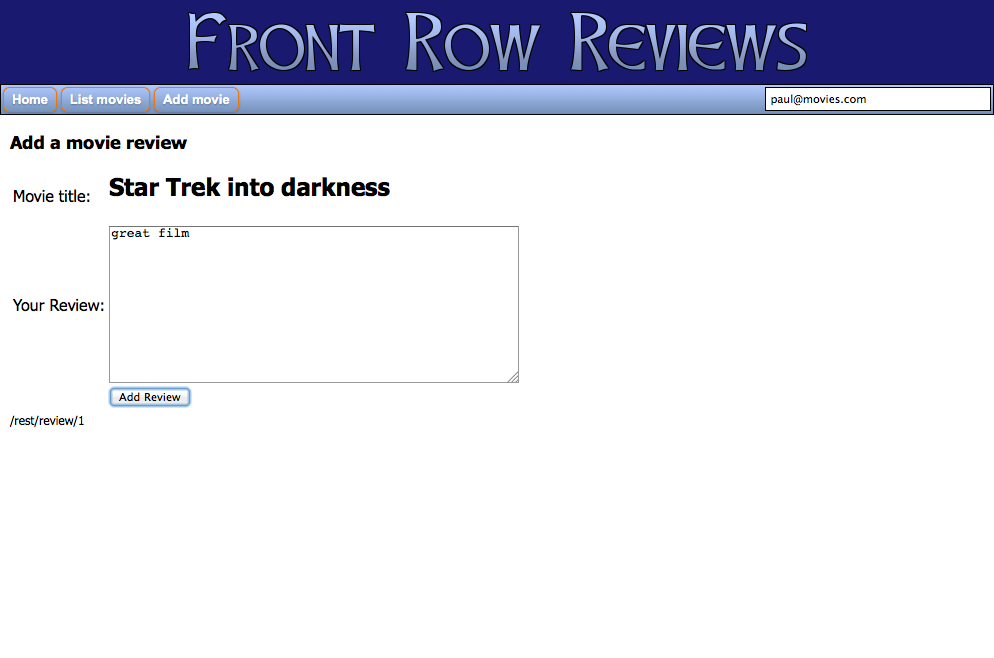 Front Row Reviews
Home List movies Add movie paul@movies.com
Add a movie review
Movie title: Star Trek into darkness
great film
Your Review:
Add Review
/rest/review/1